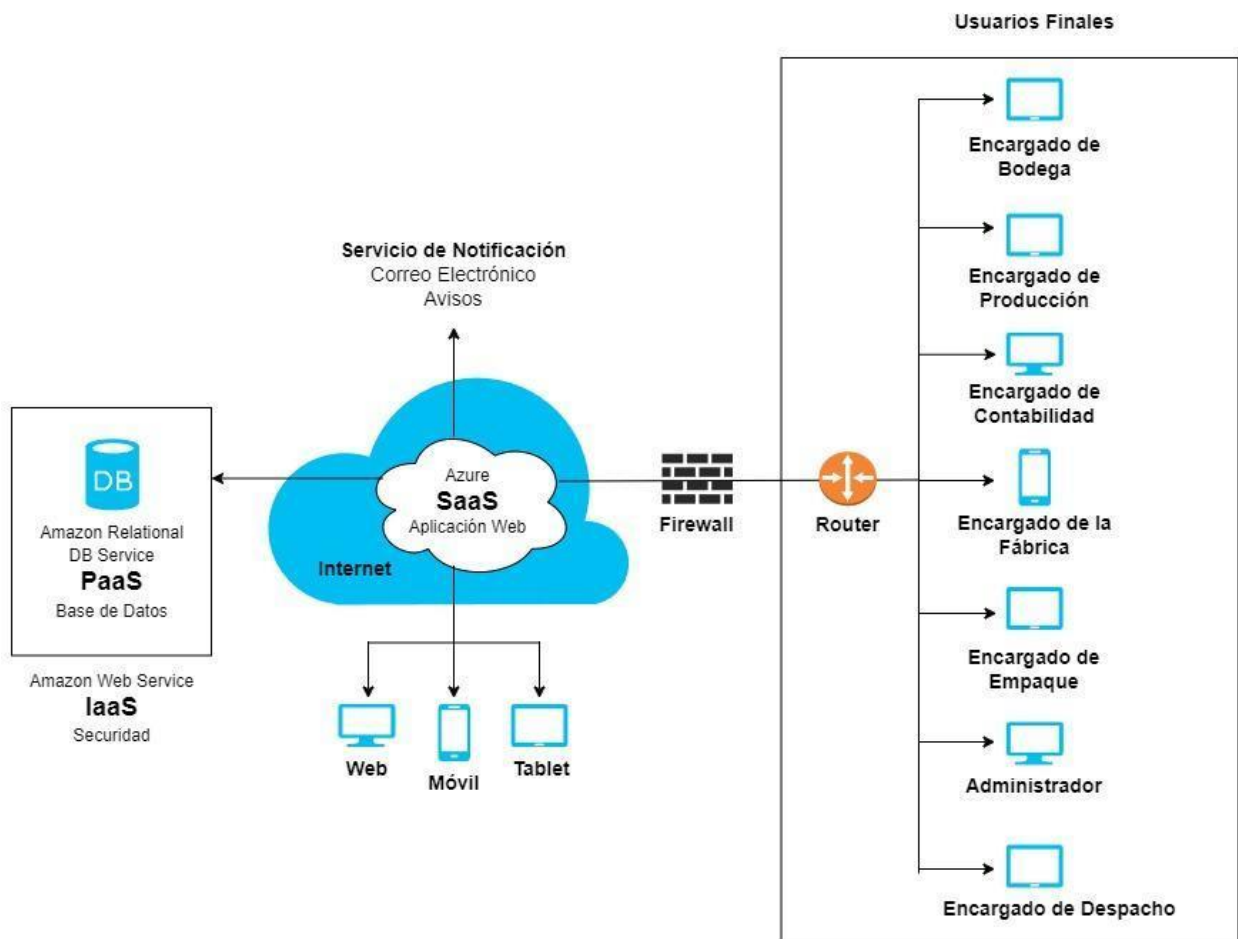 Usuarios Finales
Encargado de
Bodega
Encargado de
Producción
Servicio de Notificación
Correo Electrónico
Avisos
Encargado de
Contabilidad
DB
Amazon Relational
DB Service
PaaS
Base de Datos
Amazon Web Service
IaaS
Seguridad
Azure
SaaS
Aplicación Web
Internet
Firewall
Router
Encargado de la
Fábrica
Web
Móvil
Tablet
Encargado de
Empaque
Administrador
Encargado de Despacho